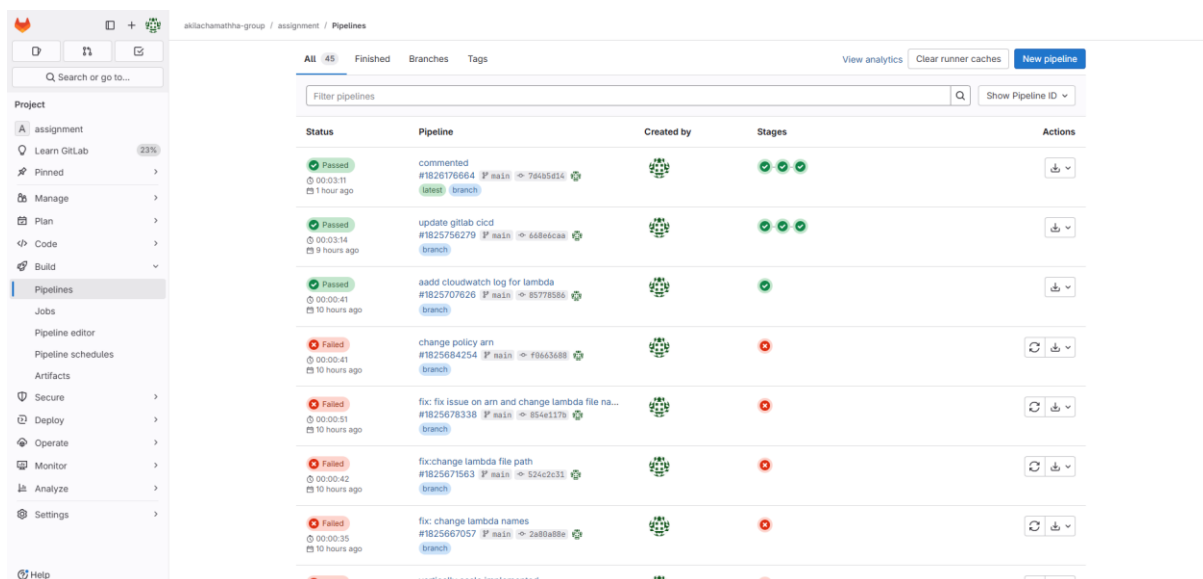 akilachamathha-group / assignment / Pipelines
Search or go to...
Project
A assignment
Learn GitLab 23%
Pinned
Manage
Plan
Code
Build
Pipelines
Jobs
Pipeline editor
Pipeline schedules
Artifacts
Secure
Deploy
Operate
Monitor
Analyze
Settings
Help
All 45 Finished Branches Tags
View analytics Clear runner caches New pipeline
Filter pipelines
Show Pipeline ID
Status Pipeline Created by Stages Actions
Passed
00:03:11
1 hour ago
commented
#1826176664 main 7d4b5d14
latest branch
Passed
00:03:14
9 hours ago
update gitlab cicd
#1825756279 main 668e6caa
branch
Passed
00:00:41
10 hours ago
aadd cloudwatch log for lambda
#1825707626 main 85778586
branch
Failed
00:00:41
10 hours ago
change policy arn
#1825684254 main f0663688
branch
Failed
00:00:51
10 hours ago
fix: fix issue on arn and change lambda file na...
#1825678338 main 854e117b
branch
Failed
00:00:42
10 hours ago
fix:change lambda file path
#1825671563 main 524c2c31
branch
Failed
00:00:35
10 hours ago
fix: change lambda names
#1825667057 main 2a80a88e
branch